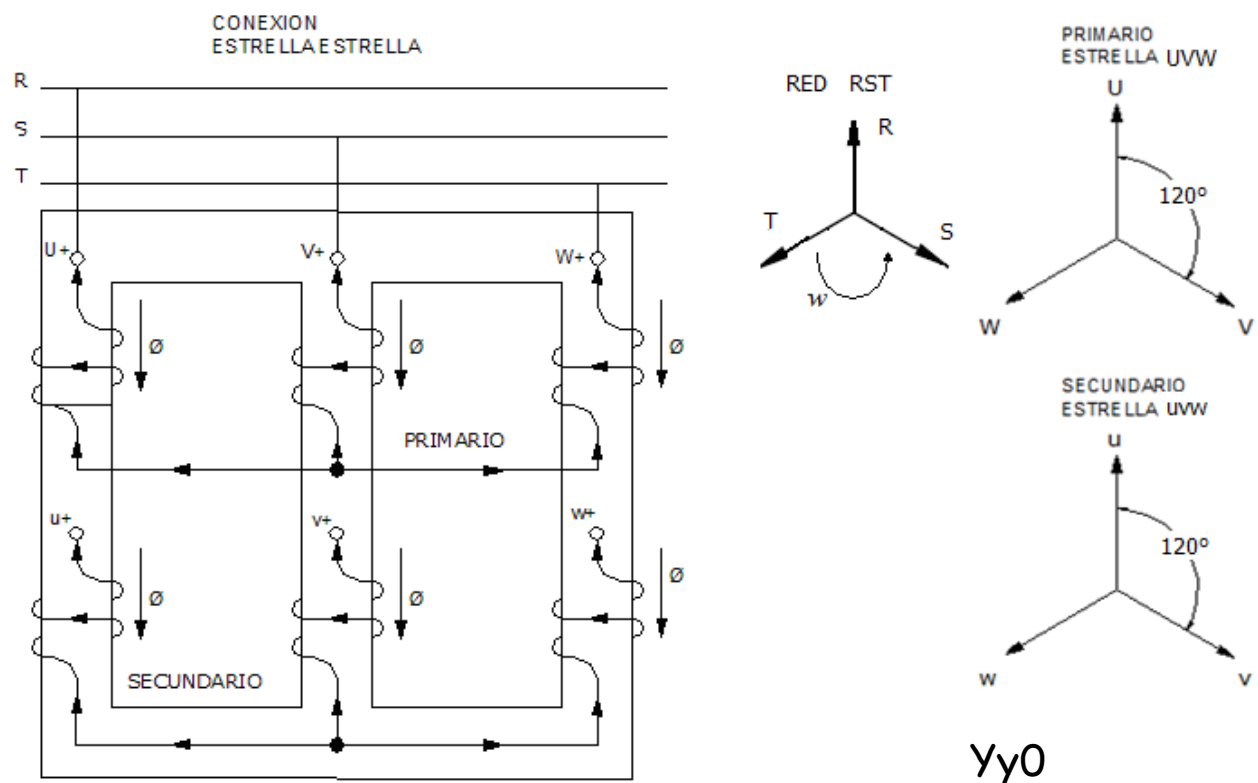 CONEXION
ESTRELLA ESTRELLA
R
S
T
U+
V+
W+
Ø
Ø
Ø
PRIMARIO
u+
v+
w+
Ø
Ø
Ø
SECUNDARIO
RED RST
R
T
S
w
PRIMARIO
ESTRELLA UVW
U
120º
W
V
SECUNDARIO
ESTRELLA uvw
u
120º
w
v
Yy0